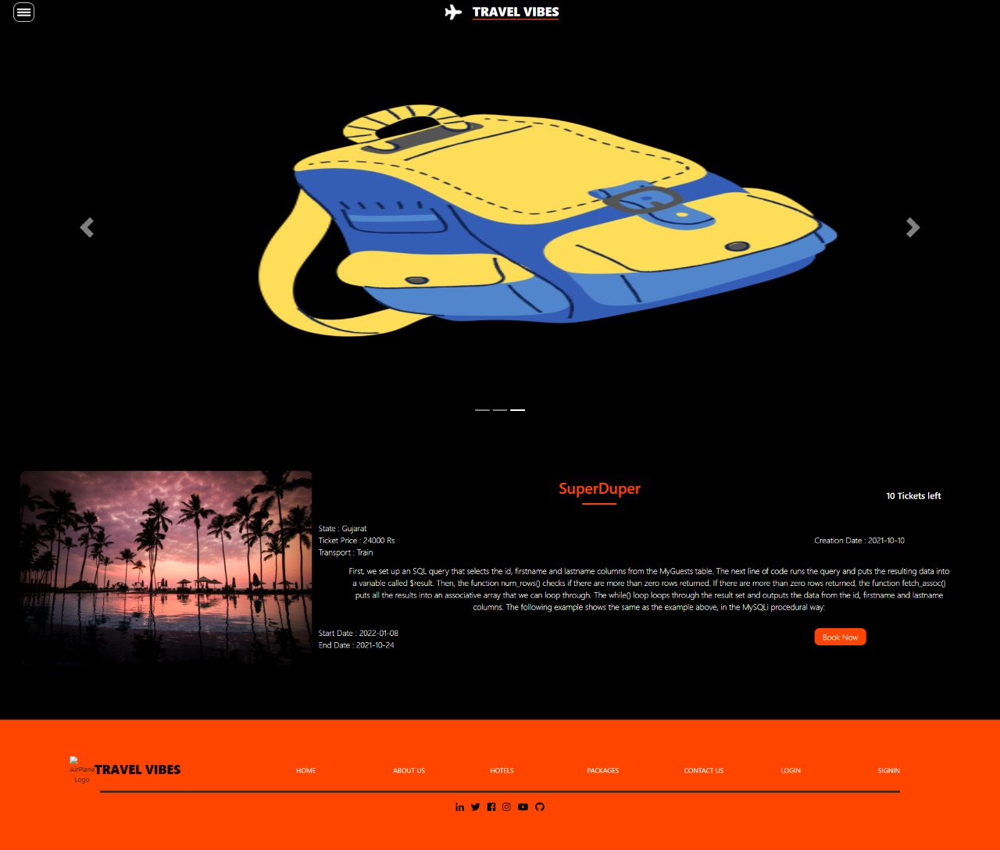 TRAVEL VIBES
SuperDuper
10 Tickets left
State : Gujarat
Ticket Price : 24000 Rs
Creation Date : 2021-10-10
Transport : Train
First, we set up an SQL query that selects the id, firstname and lastname columns from the MyGuests table. The next line of code runs the query and puts the resulting data into
a variable called $result. Then, the function num_rows() checks if there are more than zero rows returned. If there are more than zero rows returned, the function fetch_assoc()
puts all the results into an associative array that we can loop through. The while() loop loops through the result set and outputs the data from the id, firstname and lastname
columns. The following example shows the same as the example above, in the MySQLi procedural way:
Start Date : 2022-01-08
End Date : 2021-10-24
Book Now
AirPlane
Logo
TRAVEL VIBES
HOME
ABOUT US
HOTELS
PACKAGES
CONTACT US
LOGIN
SIGNIN